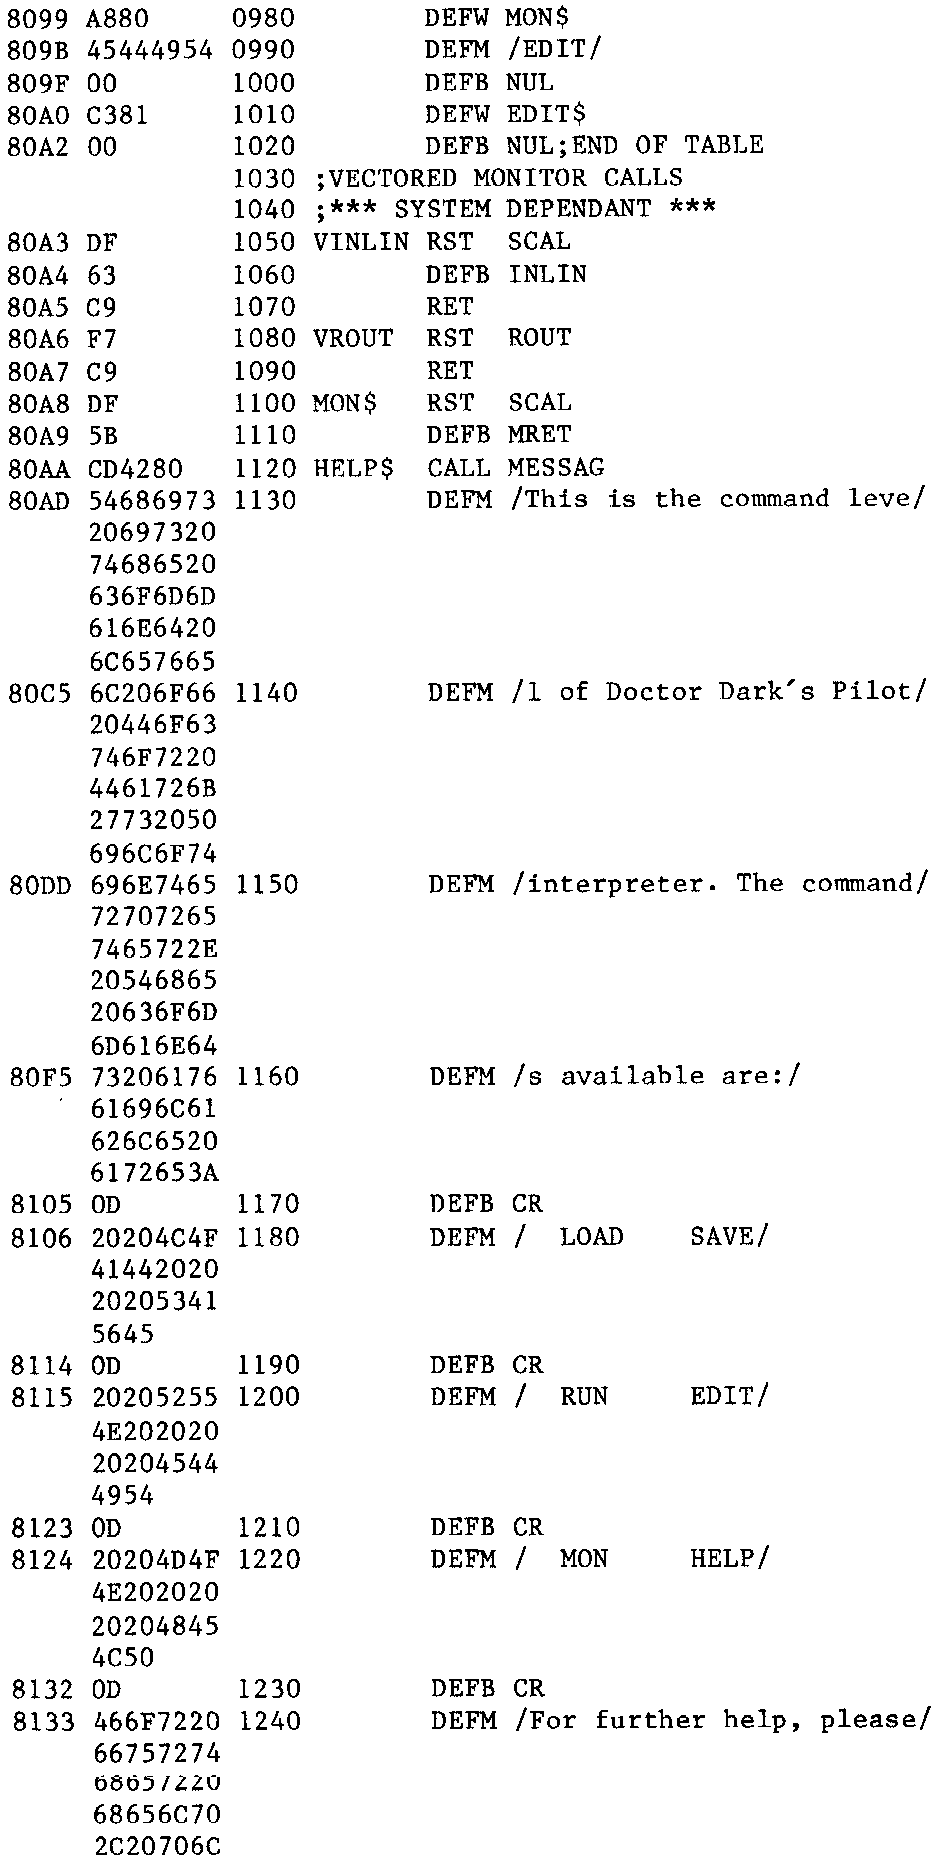 8099 A880     0980        DEFW MON$
809B 45444954 0990        DEFM /EDIT/
809F 00       1000        DEFB NUL
80A0 C381     1010        DEFW EDIT$
80A2 00       1020        DEFB NUL;END OF TABLE
              1030 ;VECTORED MONITOR CALLS
              1040 ;*** SYSTEM DEPENDANT ***
80A3 DF       1050 VINLIN RST  SCAL
80A4 63       1060        DEFB INLIN
80A5 C9       1070        RET
80A6 F7       1080 VROUT  RST  ROUT
80A7 C9       1090        RET
80A8 DF       1100 MON$   RST  SCAL
80A9 5B       1110        DEFB MRET
80AA CD4280   1120 HELP$  CALL MESSAG
80AD 54686973 1130        DEFM /This is the command leve/
     20697320
     74686520
     636F6D6D
     616E6420
     6C657665
80C5 6C206F66 1140        DEFM /l of Doctor Dark's Pilot/
     20446F63
     746F7220
     4461726B
     27732050
     696C6F74
80DD 696E7465 1150        DEFM /interpreter. The command/
     72707265
     7465722E
     20546865
     20636F6D
     6D616E64
80F5 73206176 1160        DEFM /s available are:/
     61696C61
     626C6520
     6172653A
8105 0D       1170        DEFB CR
8106 20204C4F 1180        DEFM /  LOAD    SAVE/
     41442020
     20205341
     5645
8114 0D       1190        DEFB CR
8115 20205255 1200        DEFM /  RUN     EDIT/
     4E202020
     20204544
     4954
8123 0D       1210        DEFB CR
8124 20204D4F 1220        DEFM /  MON     HELP/
     4E202020
     20204845
     4C50
8132 0D       1230        DEFB CR
8133 466F7220 1240        DEFM /For further help, please/
     66757274
     68657220
     68656C70
     2C20706C